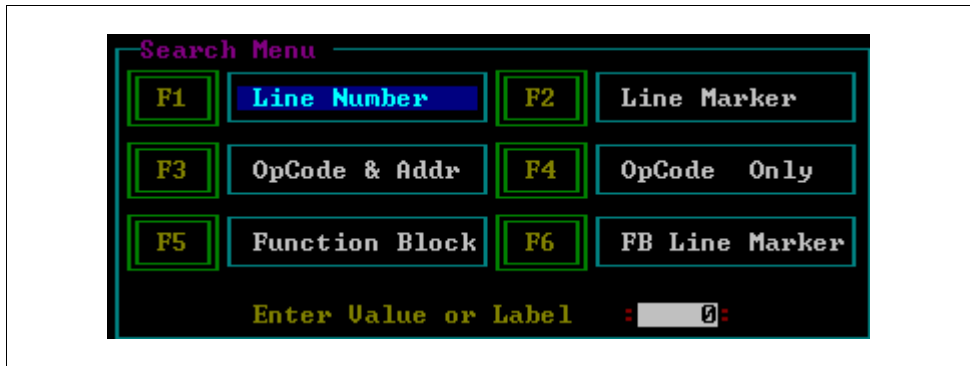 Search Menu
F1 Line Number F2 Line Marker
F3 OpCode & Addr F4 OpCode  Only
F5 Function Block F6 FB Line Marker
Enter Value or Label : 0: